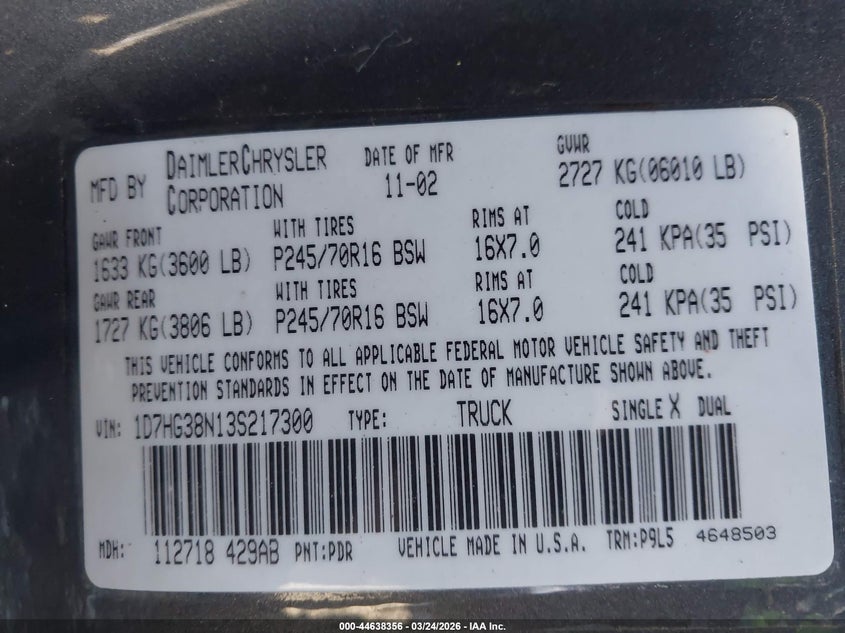 MFD BY DAIMLERCHRYSLER CORPORATION
DATE OF MFR 11-02
GVWR 2727 KG(06010 LB)
GAWR FRONT WITH TIRES RIMS AT COLD
1633 KG(3600 LB) P245/70R16 BSW 16X7.0 241 KPA(35 PSI)
GAWR REAR WITH TIRES RIMS AT COLD
1727 KG(3806 LB) P245/70R16 BSW 16X7.0 241 KPA(35 PSI)
THIS VEHICLE CONFORMS TO ALL APPLICABLE FEDERAL MOTOR VEHICLE SAFETY AND THEFT
PREVENTION STANDARDS IN EFFECT ON THE DATE OF MANUFACTURE SHOWN ABOVE.
VIN: 1D7HG38N13S217300 TYPE: TRUCK SINGLE X DUAL
MDH: 112718 429AB PNT:PDR VEHICLE MADE IN U.S.A. TRM:P9L5 4648503
000-44638356 - 03/24/2026 - IAA Inc.